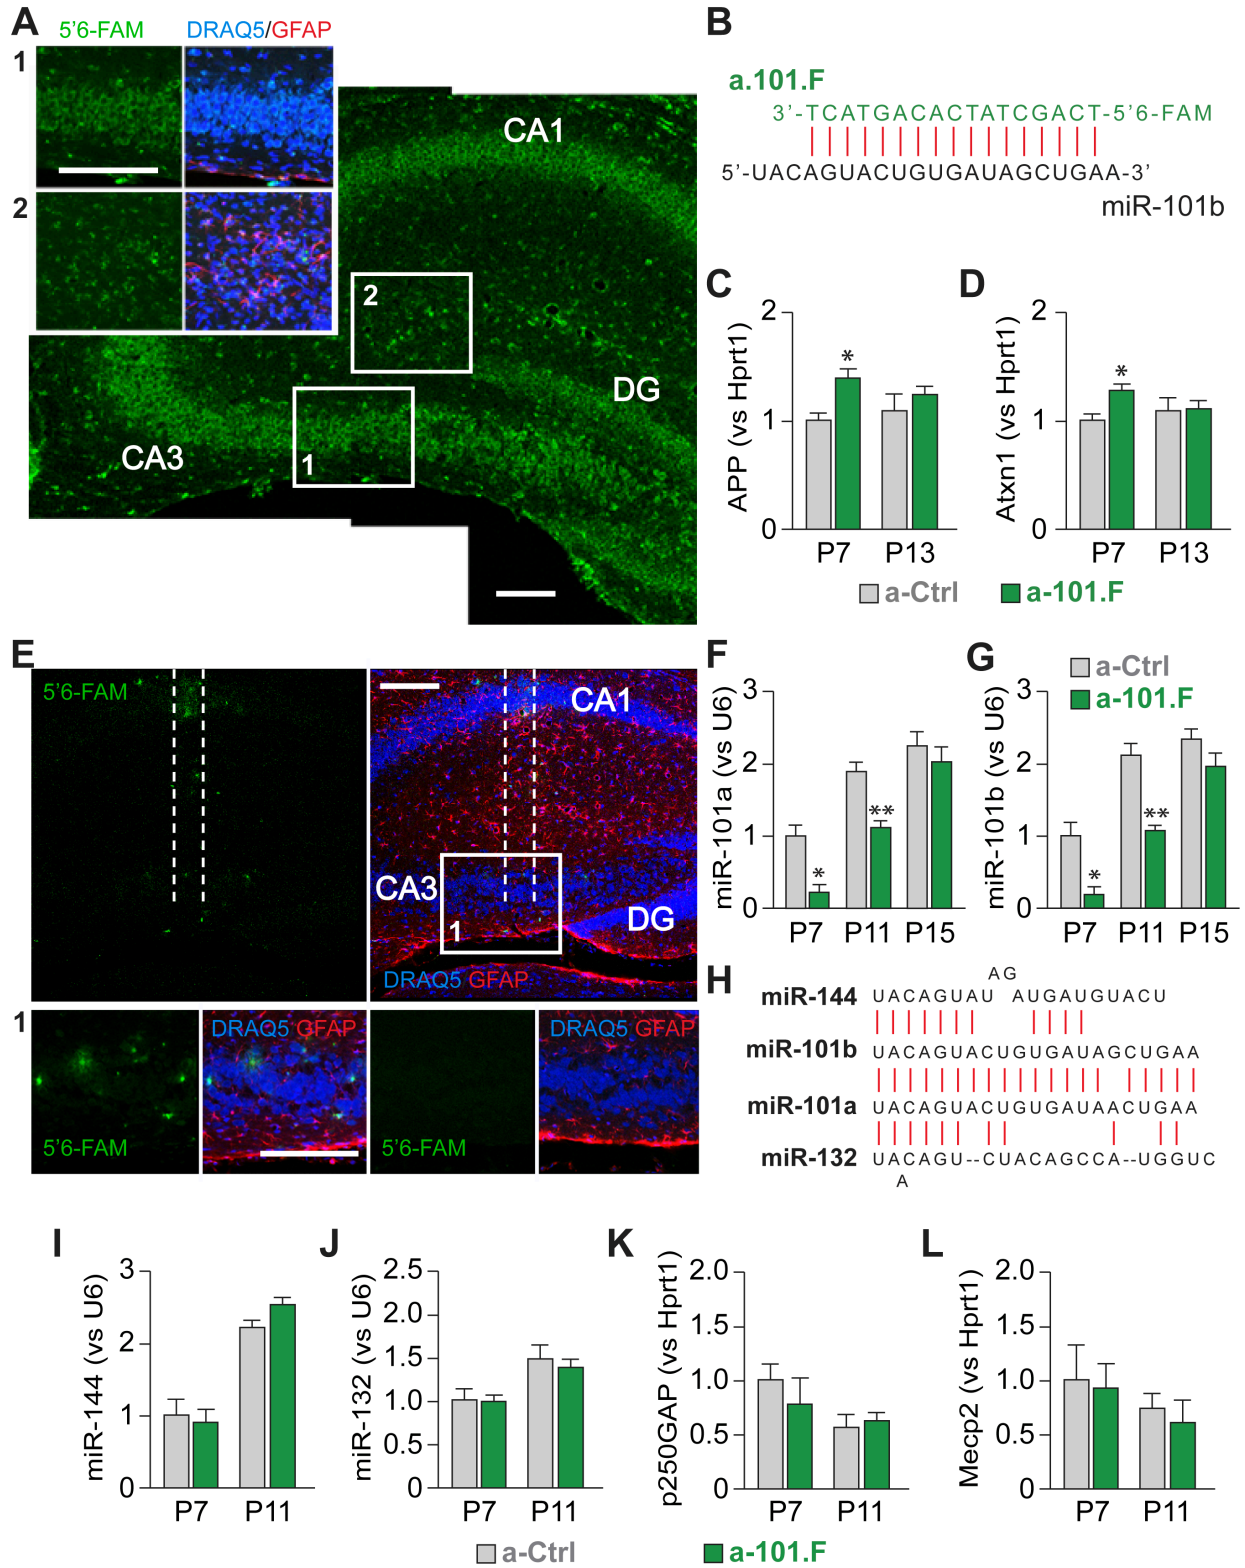 A
5'6-FAM
DRAQ5/GFAP
1
2
CA1
2
DG
CA3
1
B
a.101.F
3'-TCATGACACTATCGACT-5'6-FAM
5'-UACAGUACUGUGAUAGCUGAA-3'
miR-101b
C
APP (vs Hprt1)
2
1
0
*
P7
P13
D
Atxn1 (vs Hprt1)
2
1
0
*
P7
P13
a-Ctrl
a-101.F
E
5'6-FAM
CA1
CA3
1
DG
DRAQ5 GFAP
1
5'6-FAM
DRAQ5 GFAP
5'6-FAM
DRAQ5 GFAP
F
miR-101a (vs U6)
3
2
1
0
*
**
P7
P11
P15
G
a-Ctrl
a-101.F
miR-101b (vs U6)
3
2
1
0
*
**
P7
P11
P15
H
AG
miR-144 UACAGUAU AUGAUGUACU
miR-101b UACAGUACUGUGAUAGCUGAA
miR-101a UACAGUACUGUGAUAACUGAA
miR-132 UACAGU--CUACAGCCA--UGGUC
A
I
miR-144 (vs U6)
3
2
1
0
P7
P11
J
miR-132 (vs U6)
2.5
2.0
1.5
1.0
0.5
0
P7
P11
K
p250GAP (vs Hprt1)
2.0
1.5
1.0
0.5
0
P7
P11
L
Mecp2 (vs Hprt1)
2.0
1.5
1.0
0.5
0
P7
P11
a-Ctrl
a-101.F